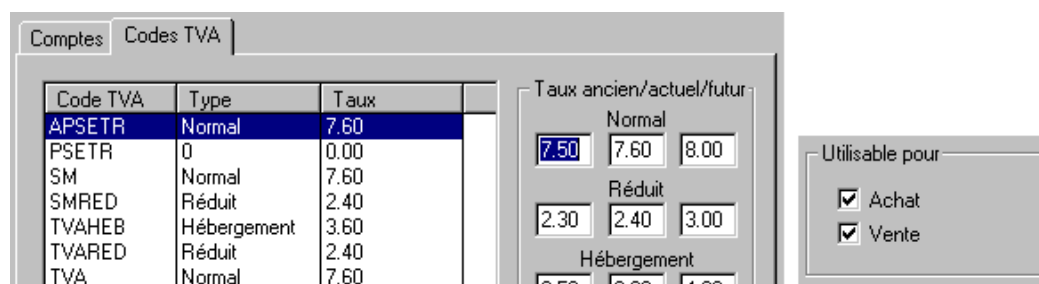 Comptes Codes TVA
Code TVA Type Taux
APSETR Normal 7.60
PSETR 0 0.00
SM Normal 7.60
SMRED Réduit 2.40
TVAHEB Hébergement 3.60
TVARED Réduit 2.40
TVA Normal 7.60
Taux ancien/actuel/futur
Normal
7.50 7.60 8.00
Réduit
2.30 2.40 3.00
Hébergement
Utilisable pour
Achat
Vente